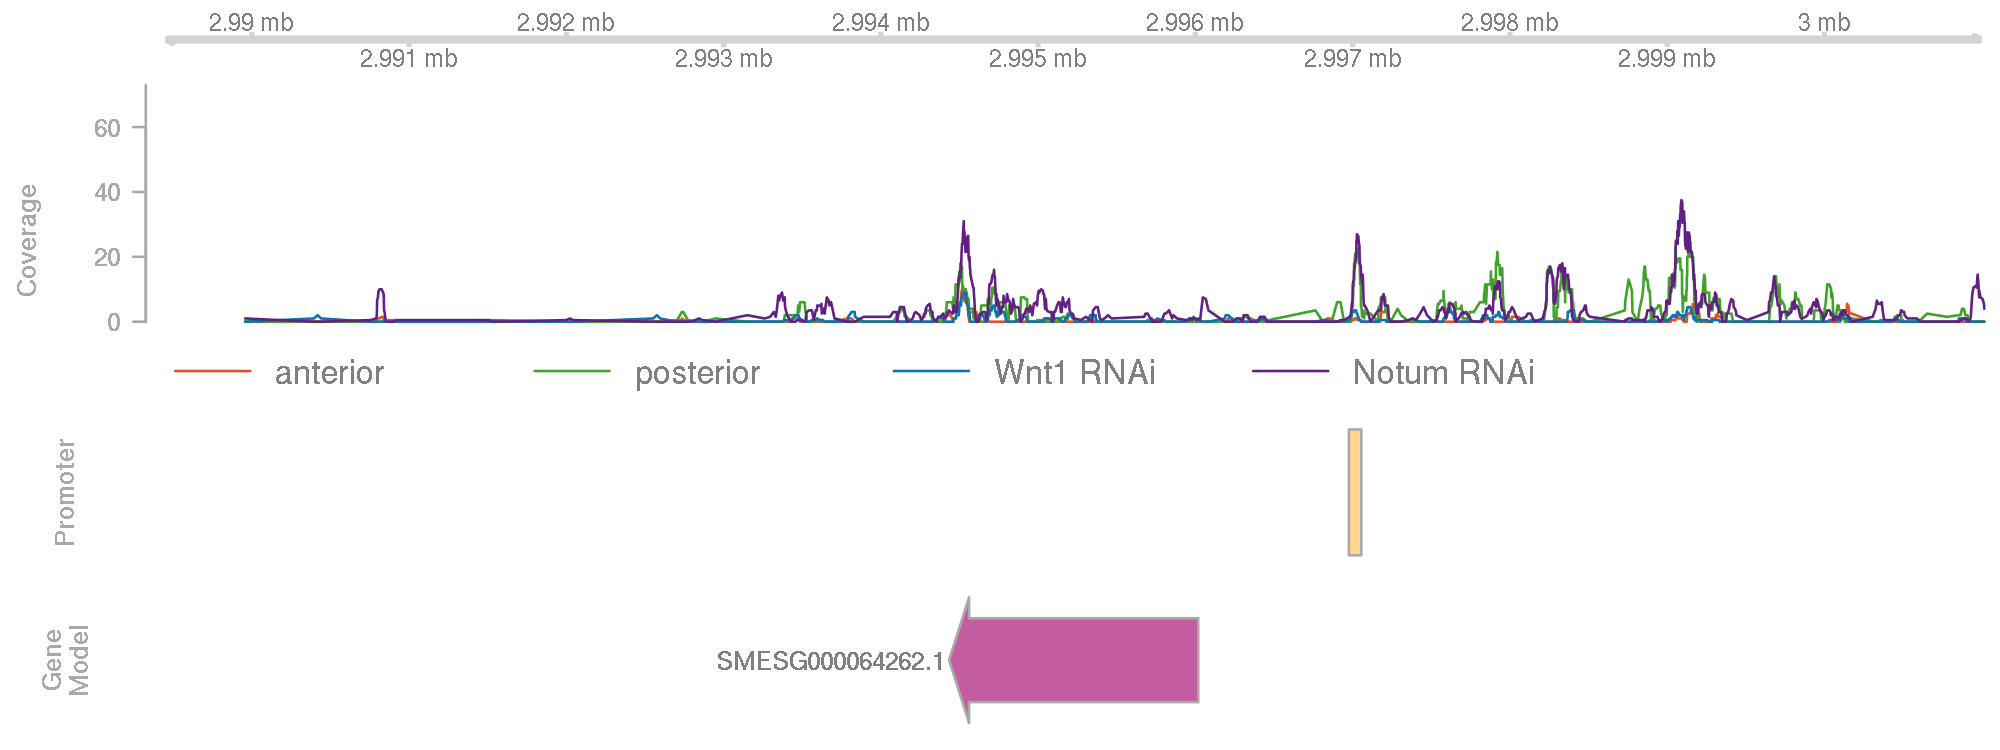 2.99 mb 2.992 mb 2.994 mb 2.996 mb 2.998 mb 3 mb
2.991 mb 2.993 mb 2.995 mb 2.997 mb 2.999 mb
Coverage
60
40
20
0
anterior posterior Wnt1 RNAi Notum RNAi
Promoter
Gene
Model
SMESG000064262.1